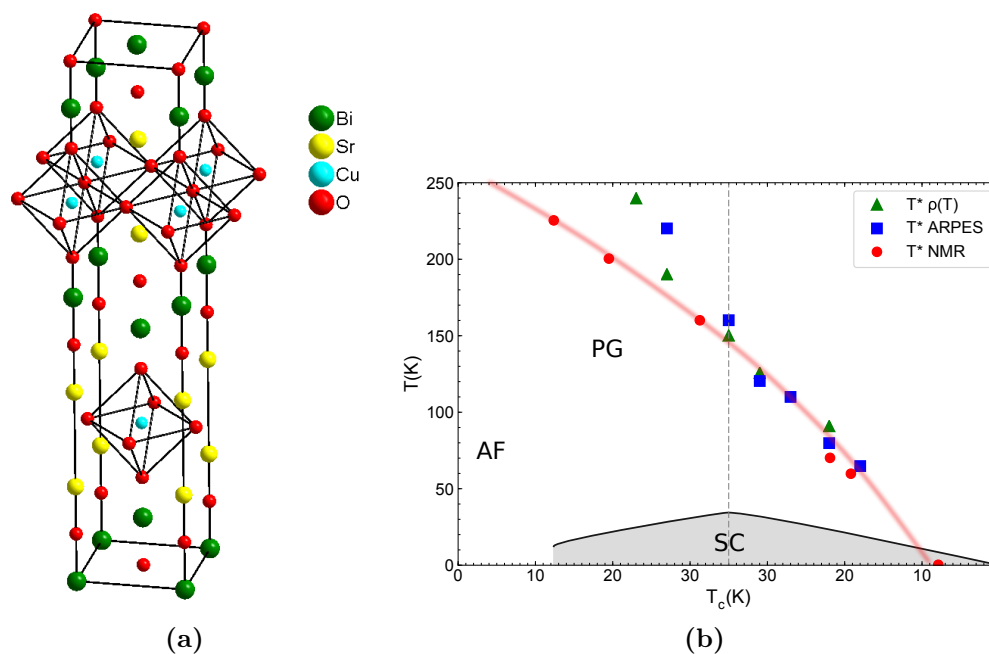 Bi
Sr
Cu
O
(a)
250
200
150
100
50
0
T(K)
T* ρ(T)
T* ARPES
T* NMR
PG
AF
SC
0 10 20 30 30 20 10 0
T_c(K)
(b)